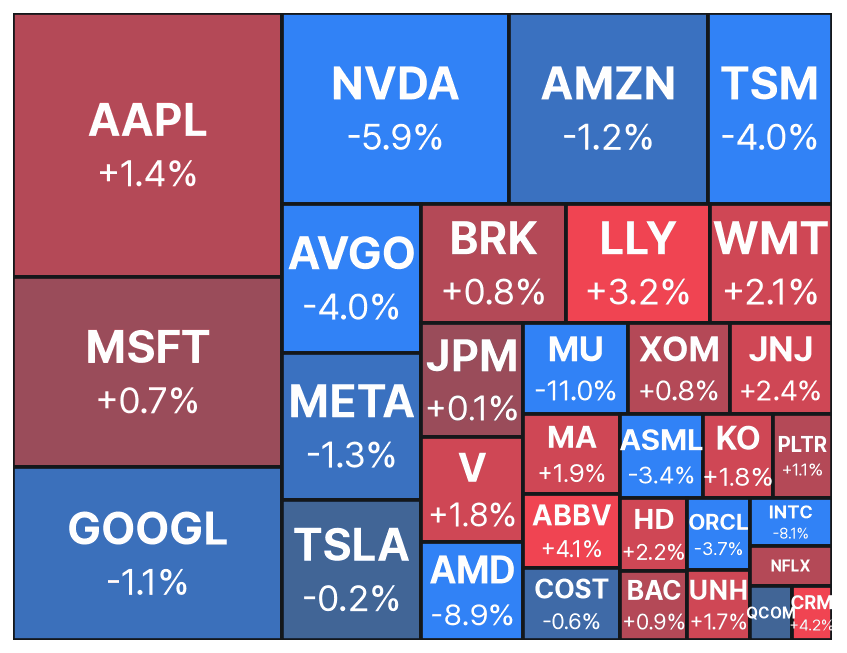 AAPL
+1.4%
MSFT
+0.7%
GOOGL
-1.1%
NVDA
-5.9%
AMZN
-1.2%
TSM
-4.0%
AVGO
-4.0%
META
-1.3%
TSLA
-0.2%
BRK
+0.8%
LLY
+3.2%
WMT
+2.1%
JPM
+0.1%
V
+1.8%
AMD
-8.9%
MU
-11.0%
XOM
+0.8%
JNJ
+2.4%
MA
+1.9%
ASML
-3.4%
KO
+1.8%
PLTR
+1.1%
ABBV
+4.1%
COST
-0.6%
HD
+2.2%
ORCL
-3.7%
INTC
-8.1%
NFLX
BAC
+0.9%
UNH
+1.7%
QCOM
CRM
+4.2%